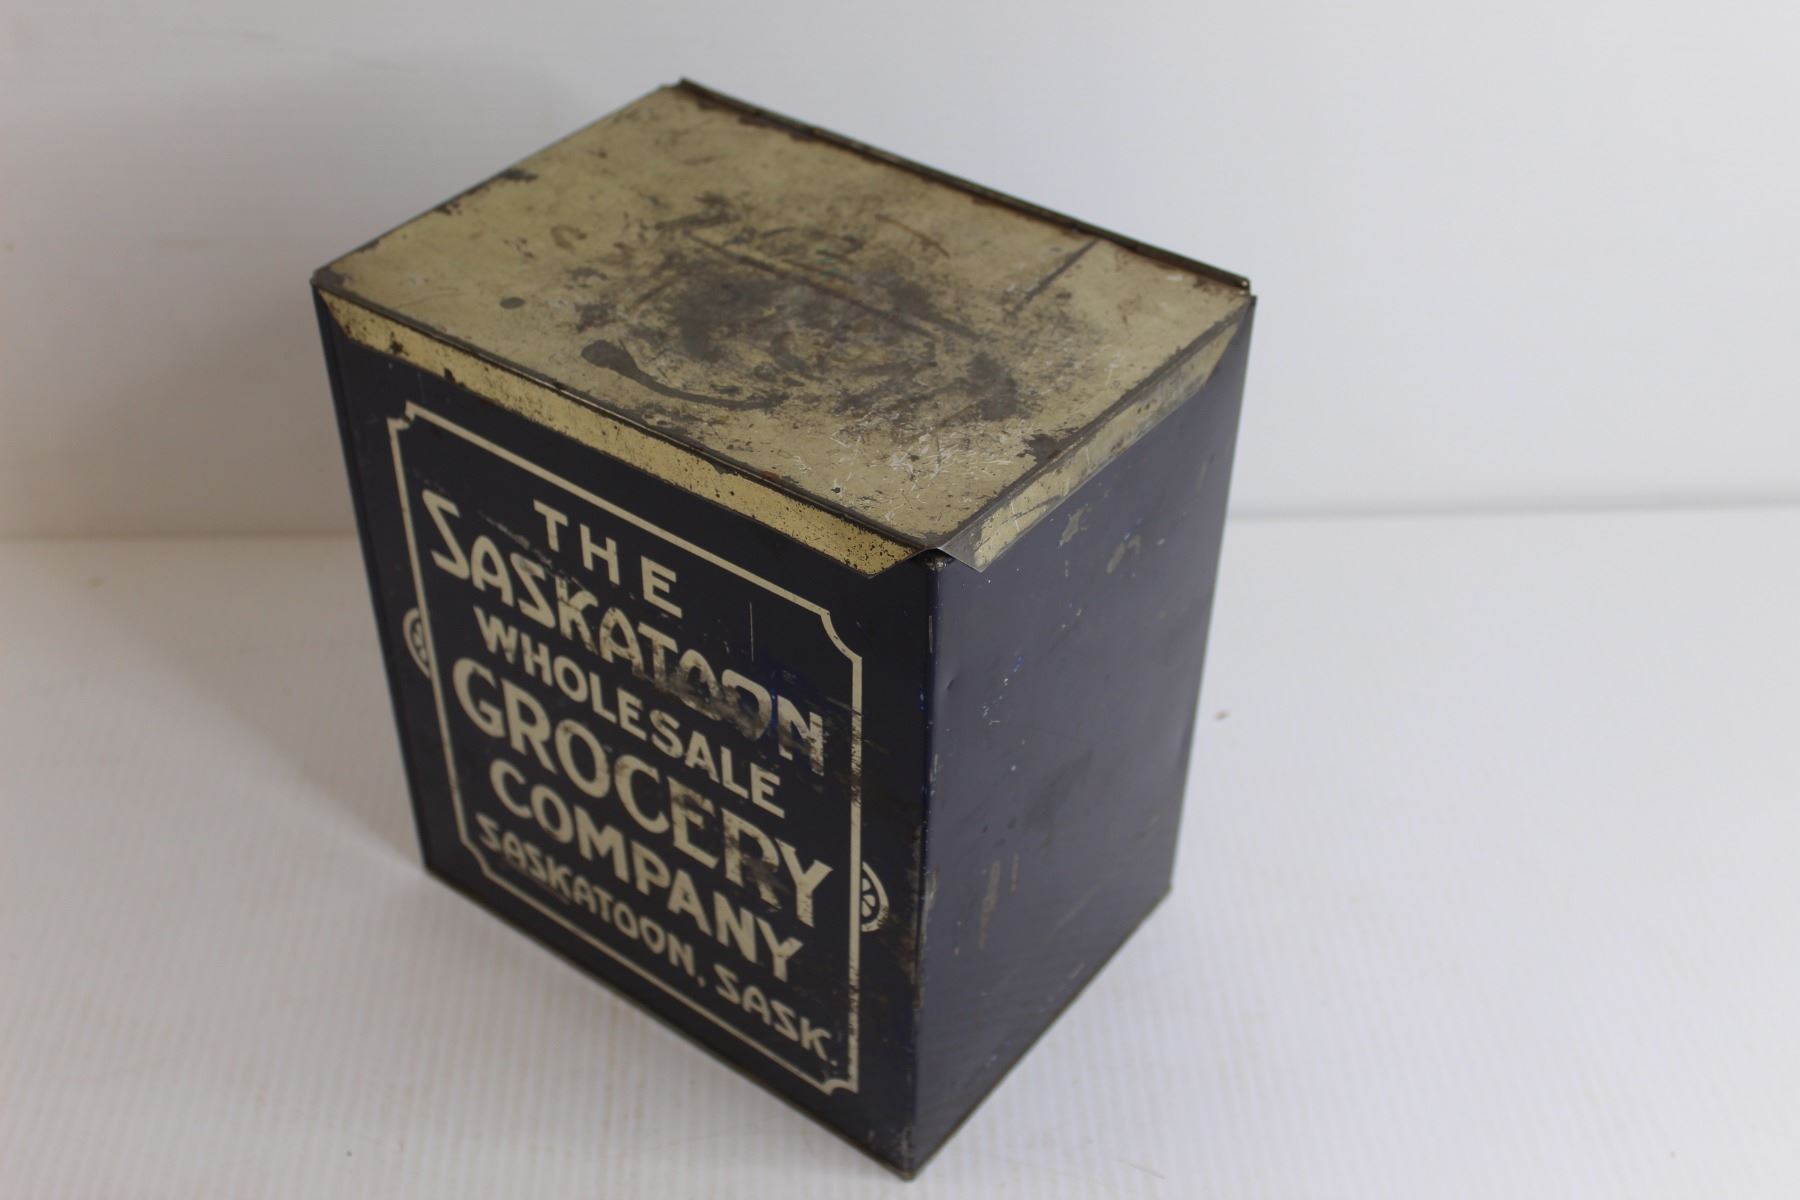 THE
SASKATOON
WHOLESALE
GROCERY
COMPANY
SASKATOON, SASK.